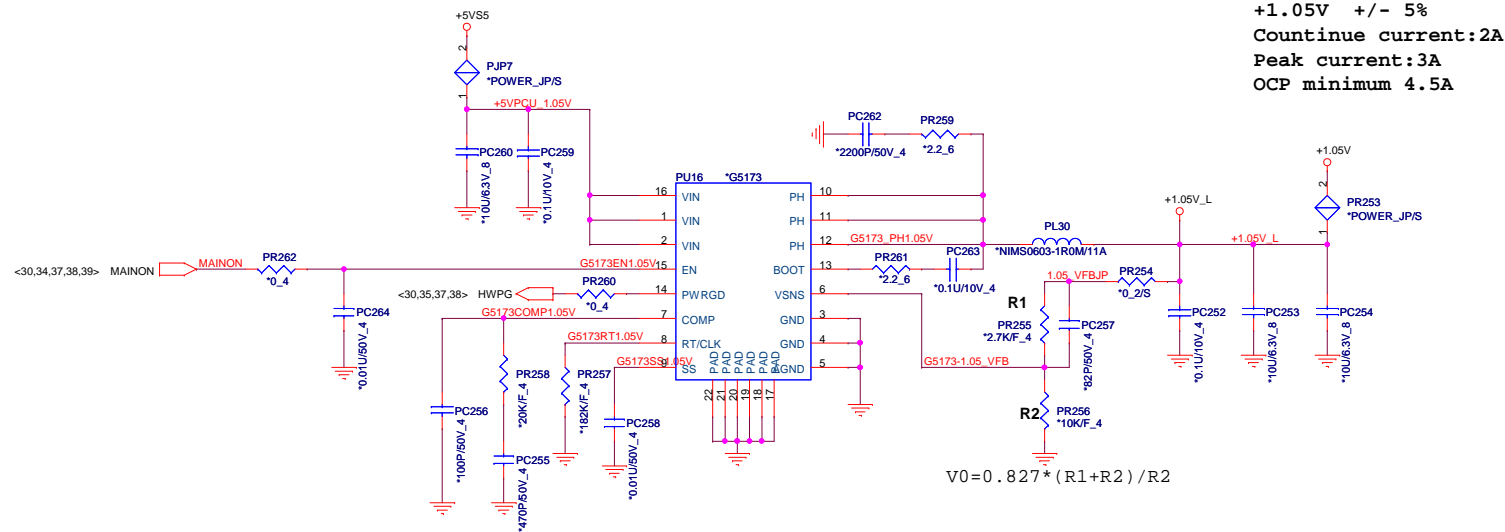 +1.05V +/- 5%
Countinue current:2A
Peak current:3A
OCP minimum 4.5A
+5VS5
2
PJP7
*POWER_JP/S
1
+5VPCU_1.05V
PC260
*10U/6.3V_8
PC259
*0.1U/10V_4
PC262
*2200P/50V_4
PR259
*2.2_6
PU16
*G5173
16
VIN
1
VIN
2
VIN
15
EN
14
PWRGD
7
COMP
8
RT/CLK
9
SS
10
PH
11
PH
12
PH
13
BOOT
6
VSNS
3
GND
4
GND
5
AGND
PAD
PAD
PAD
PAD
PAD
PAD
22
21
20
19
18
17
<30,34,37,38,39>
MAINON
MAINON
PR262
*0_4
G5173EN1.05V
PC264
*0.01U/50V_4
<30,35,37,38>
HWPG
PR260
*0_4
G5173COMP1.05V
G5173RT1.05V
G5173SS1.05V
PC256
*100P/50V_4
PR258
*20K/F_4
PC255
*470P/50V_4
PR257
*182K/F_4
PC258
*0.01U/50V_4
G5173_PH1.05V
PR261
*2.2_6
PC263
*0.1U/10V_4
PL30
*NIMS0603-1R0M/11A
+1.05V_L
+1.05V_L
+1.05V
2
PR253
*POWER_JP/S
1
1.05_VFBJP
PR254
*0_2/S
R1
PR255
*2.7K/F_4
PC257
*82P/50V_4
PC252
*0.1U/10V_4
PC253
*10U/6.3V_8
PC254
*10U/6.3V_8
G5173-1.05_VFB
R2
PR256
*10K/F_4
V0=0.827*(R1+R2)/R2